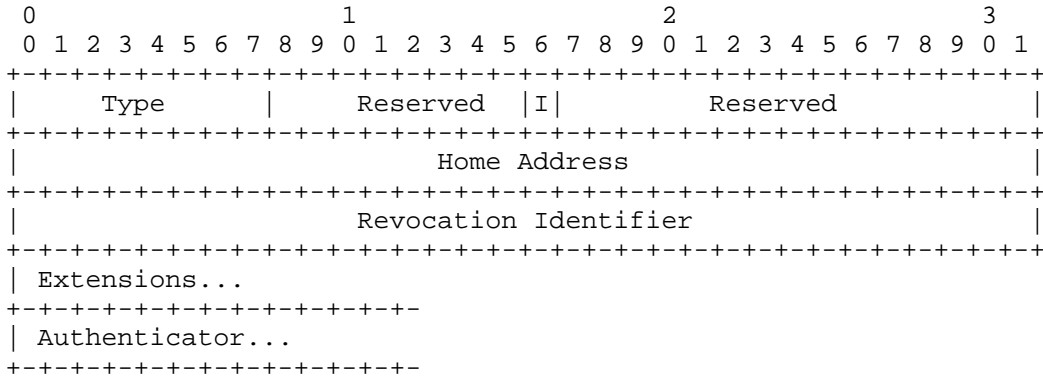 0                   1                   2                   3
 0 1 2 3 4 5 6 7 8 9 0 1 2 3 4 5 6 7 8 9 0 1 2 3 4 5 6 7 8 9 0 1
+-+-+-+-+-+-+-+-+-+-+-+-+-+-+-+-+-+-+-+-+-+-+-+-+-+-+-+-+-+-+-+-+
|     Type      |     Reserved  |I|         Reserved            |
+-+-+-+-+-+-+-+-+-+-+-+-+-+-+-+-+-+-+-+-+-+-+-+-+-+-+-+-+-+-+-+-+
|                          Home Address                         |
+-+-+-+-+-+-+-+-+-+-+-+-+-+-+-+-+-+-+-+-+-+-+-+-+-+-+-+-+-+-+-+-+
|                     Revocation Identifier                     |
+-+-+-+-+-+-+-+-+-+-+-+-+-+-+-+-+-+-+-+-+-+-+-+-+-+-+-+-+-+-+-+-+
| Extensions...
+-+-+-+-+-+-+-+-+-+-+-+-+-
| Authenticator...
+-+-+-+-+-+-+-+-+-+-+-+-+-